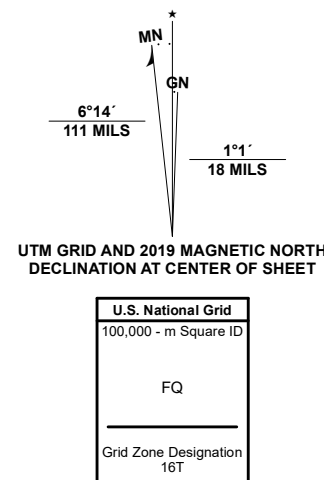 ★
MN
GN
6°14´
111 MILS
1°1´
18 MILS
UTM GRID AND 2019 MAGNETIC NORTH
DECLINATION AT CENTER OF SHEET
U.S. National Grid
100,000 - m Square ID
FQ
Grid Zone Designation
16T